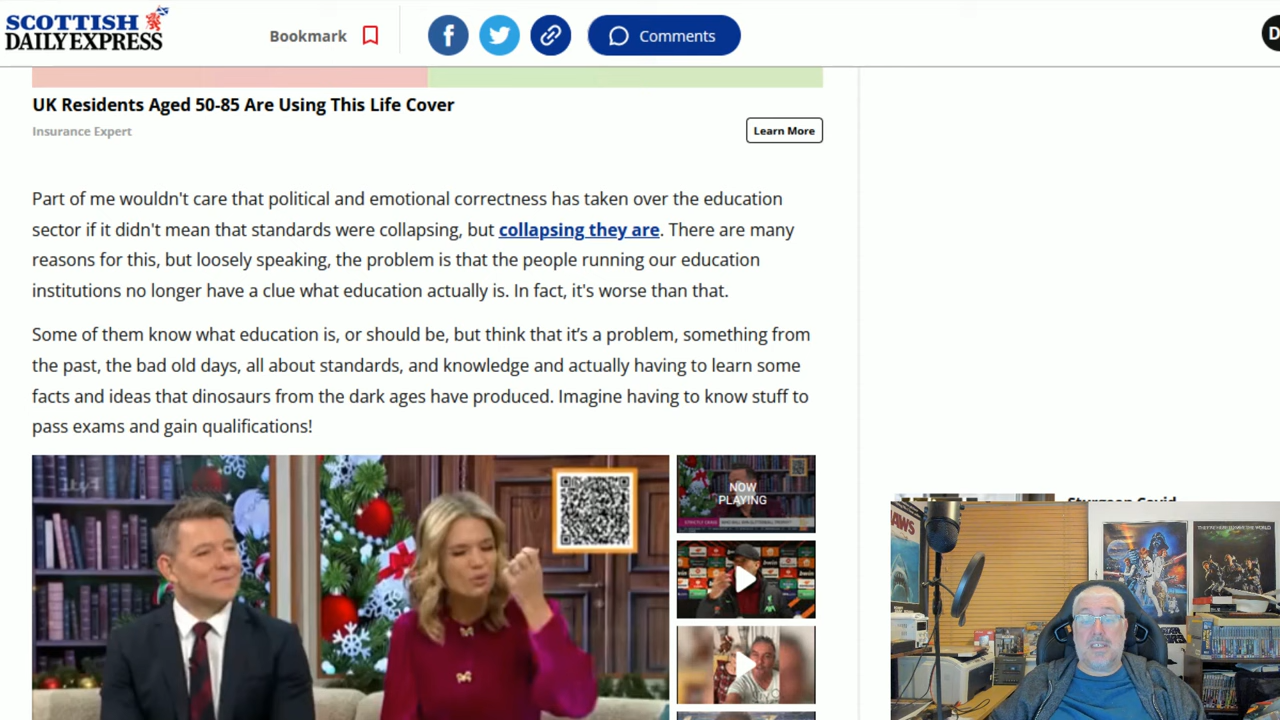 SCOTTISH
DAILY EXPRESS
Bookmark
Comments
D
UK Residents Aged 50-85 Are Using This Life Cover
Insurance Expert
Learn More
Part of me wouldn't care that political and emotional correctness has taken over the education
sector if it didn't mean that standards were collapsing, but collapsing they are. There are many
reasons for this, but loosely speaking, the problem is that the people running our education
institutions no longer have a clue what education actually is. In fact, it's worse than that.
Some of them know what education is, or should be, but think that it’s a problem, something from
the past, the bad old days, all about standards, and knowledge and actually having to learn some
facts and ideas that dinosaurs from the dark ages have produced. Imagine having to know stuff to
pass exams and gain qualifications!
NOW
PLAYING
bwin
JAWS
STAR
WARS